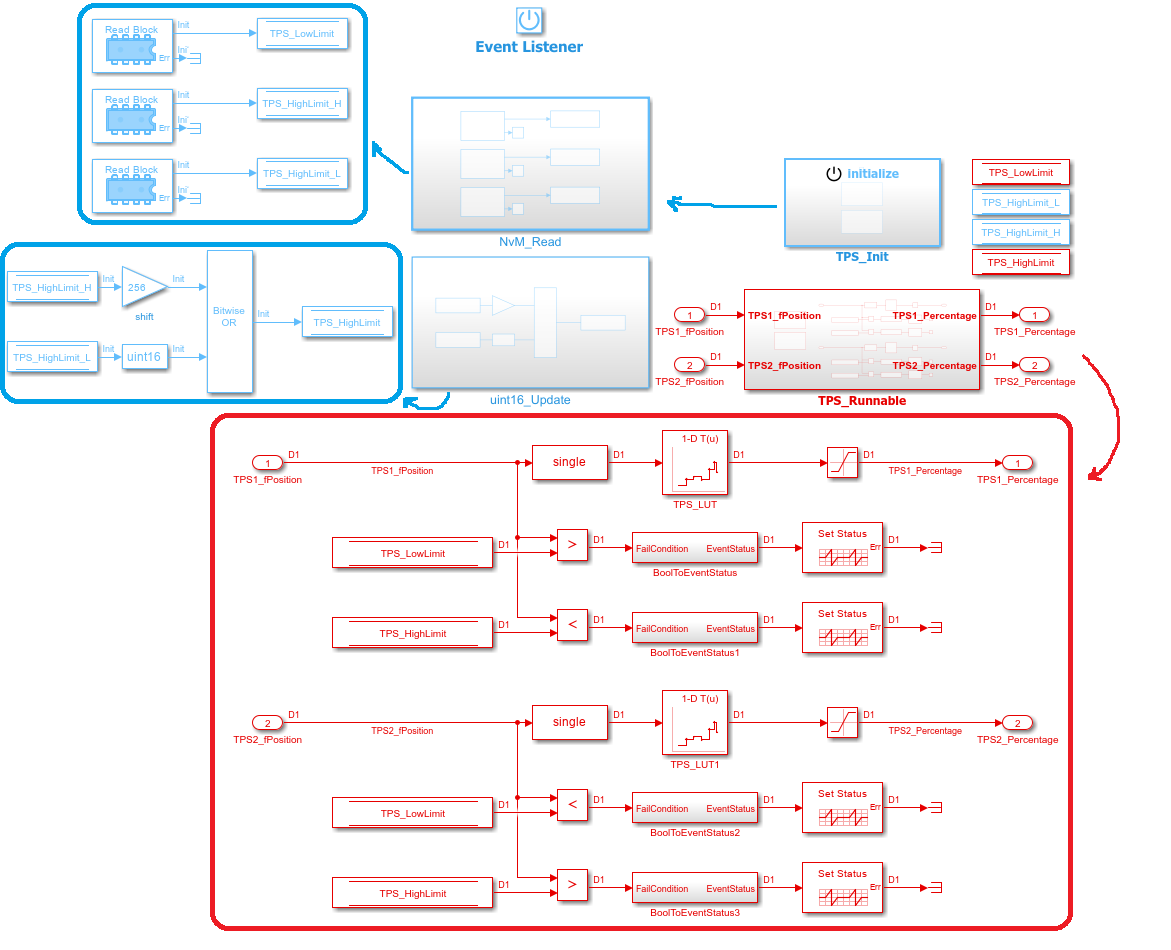 Read Block
Init
Err
Init
TPS_LowLimit
Read Block
Init
Err
Init
TPS_HighLimit_H
Read Block
Init
Err
Init
TPS_HighLimit_L
Event Listener
NvM_Read
initialize
TPS_Init
TPS_LowLimit
TPS_HighLimit_L
TPS_HighLimit_H
TPS_HighLimit
TPS_HighLimit_H
Init
256
Init
shift
TPS_HighLimit_L
Init
uint16
Init
Bitwise
OR
Init
TPS_HighLimit
uint16_Update
1
D1
TPS1_fPosition
2
D1
TPS2_fPosition
TPS1_fPosition
TPS1_Percentage
TPS2_fPosition
TPS2_Percentage
TPS_Runnable
D1
1
TPS1_Percentage
D1
2
TPS2_Percentage
1
D1
TPS1_fPosition
TPS1_fPosition
single
D1
1-D T(u)
TPS_LUT
D1
D1
TPS1_Percentage
1
TPS1_Percentage
TPS_LowLimit
D1
>
D1
FailCondition EventStatus
BoolToEventStatus
D1
Set Status
Err
D1
TPS_HighLimit
D1
<
D1
FailCondition EventStatus
BoolToEventStatus1
D1
Set Status
Err
D1
2
D1
TPS2_fPosition
TPS2_fPosition
single
D1
1-D T(u)
TPS_LUT1
D1
D1
TPS2_Percentage
2
TPS2_Percentage
TPS_LowLimit
D1
<
D1
FailCondition EventStatus
BoolToEventStatus2
D1
Set Status
Err
D1
TPS_HighLimit
D1
>
D1
FailCondition EventStatus
BoolToEventStatus3
D1
Set Status
Err
D1